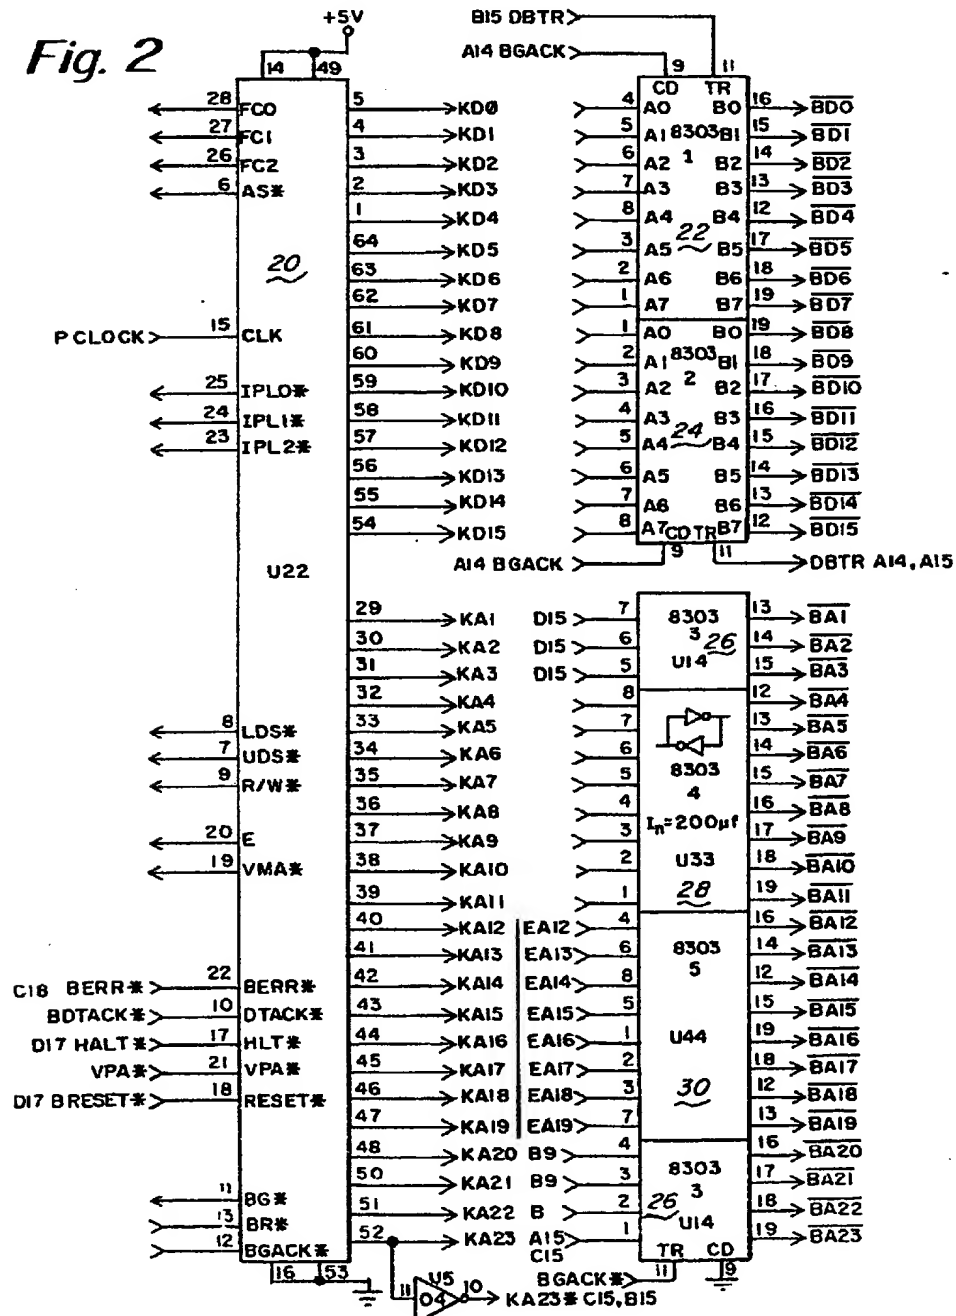 Fig. 2
+5V
B15 DBTR
A14 BGACK
14 49
9 11
CD TR
28 FC0 5 KDØ 4 A0 B0 16 BD0
27 FC1 4 KD1 5 A1 8303 B1 15 BD1
26 FC2 3 KD2 6 A2 1 B2 14 BD2
6 AS* 2 KD3 7 A3 B3 13 BD3
1 KD4 8 A4 B4 12 BD4
20 64 KD5 3 A5 22 B5 17 BD5
63 KD6 2 A6 B6 18 BD6
62 KD7 1 A7 B7 19 BD7
P CLOCK 15 CLK 61 KD8 1 A0 B0 19 BD8
60 KD9 2 A1 8303 B1 18 BD9
25 IPL0* 59 KD10 3 A2 2 B2 17 BD10
24 IPL1* 58 KD11 4 A3 B3 16 BD11
23 IPL2* 57 KD12 5 A4 24 B4 15 BD12
56 KD13 6 A5 B5 14 BD13
55 KD14 7 A6 B6 13 BD14
54 KD15 8 A7 CD TR B7 12 BD15
U22 A14 BGACK 9 11 DBTR A14, A15
29 KA1 D15 7 8303 13 BA1
30 KA2 D15 6 3 26 14 BA2
31 KA3 D15 5 U14 15 BA3
32 KA4 8 12 BA4
8 LDS* 33 KA5 7 13 BA5
7 UDS* 34 KA6 6 14 BA6
9 R/W* 35 KA7 5 8303 15 BA7
36 KA8 4 4 16 BA8
20 E 37 KA9 3 In=200µf 17 BA9
19 VMA* 38 KA10 2 U33 18 BA10
39 KA11 1 28 19 BA11
40 KA12 EA12 4 16 BA12
41 KA13 EA13 6 8303 14 BA13
C18 BERR* 22 BERR* 42 KA14 EA14 8 5 12 BA14
BDTACK* 10 DTACK* 43 KA15 EA15 5 15 BA15
D17 HALT* 17 HLT* 44 KA16 EA16 1 U44 19 BA16
VPA* 21 VPA* 45 KA17 EA17 2 18 BA17
D17 BRESET* 18 RESET* 46 KA18 EA18 3 30 12 BA18
47 KA19 EA19 7 13 BA19
48 KA20 B9 4 16 BA20
50 KA21 B9 3 8303 17 BA21
11 BG* 51 KA22 B 2 26 3 18 BA22
13 BR* 52 KA23 A15 1 U14 19 BA23
12 BGACK* C15 TR CD
16 53 BGACK* 11 9
11 U5 04 10 KA23* C15, B15